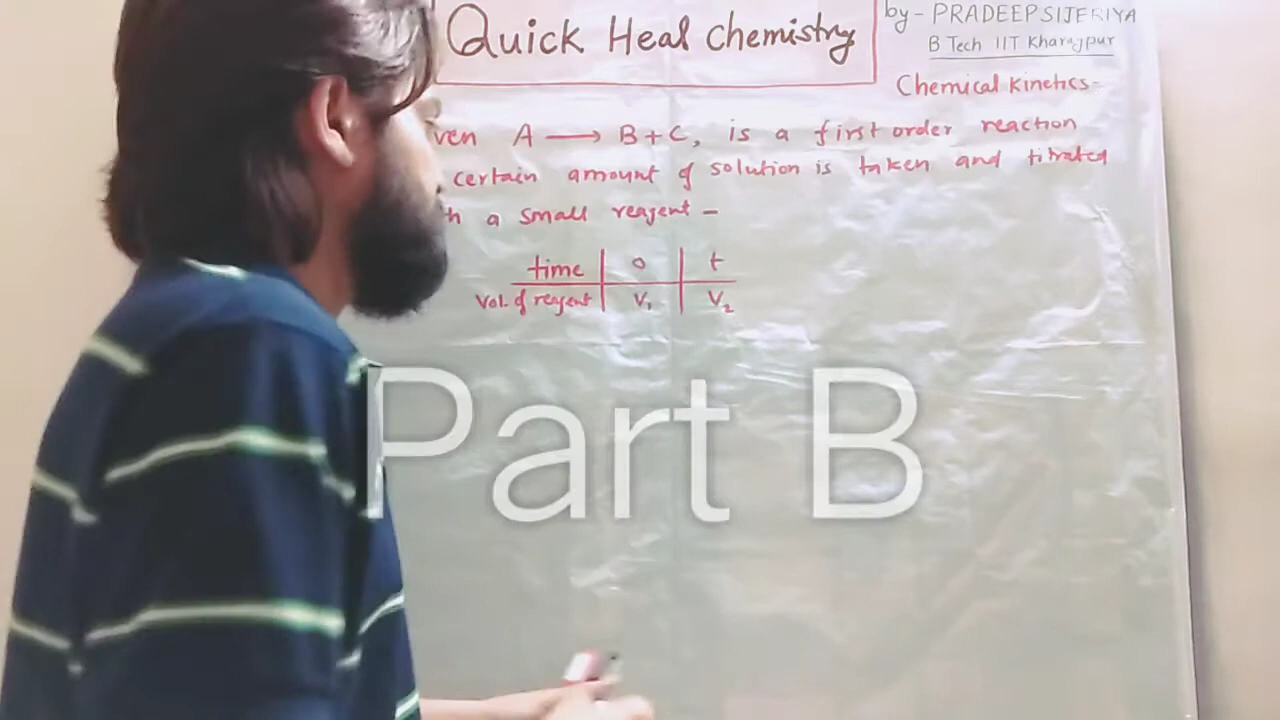 Quick Heal Chemistry
by - PRADEEP SIJERIYA
B Tech IIT Kharagpur
Chemical Kinetics -
ven A → B + C, is a first order reaction
certain amount of solution is taken and titrated
h a small reagent -
time 0 t
Vol. of reagent V₁ V₂
Part B